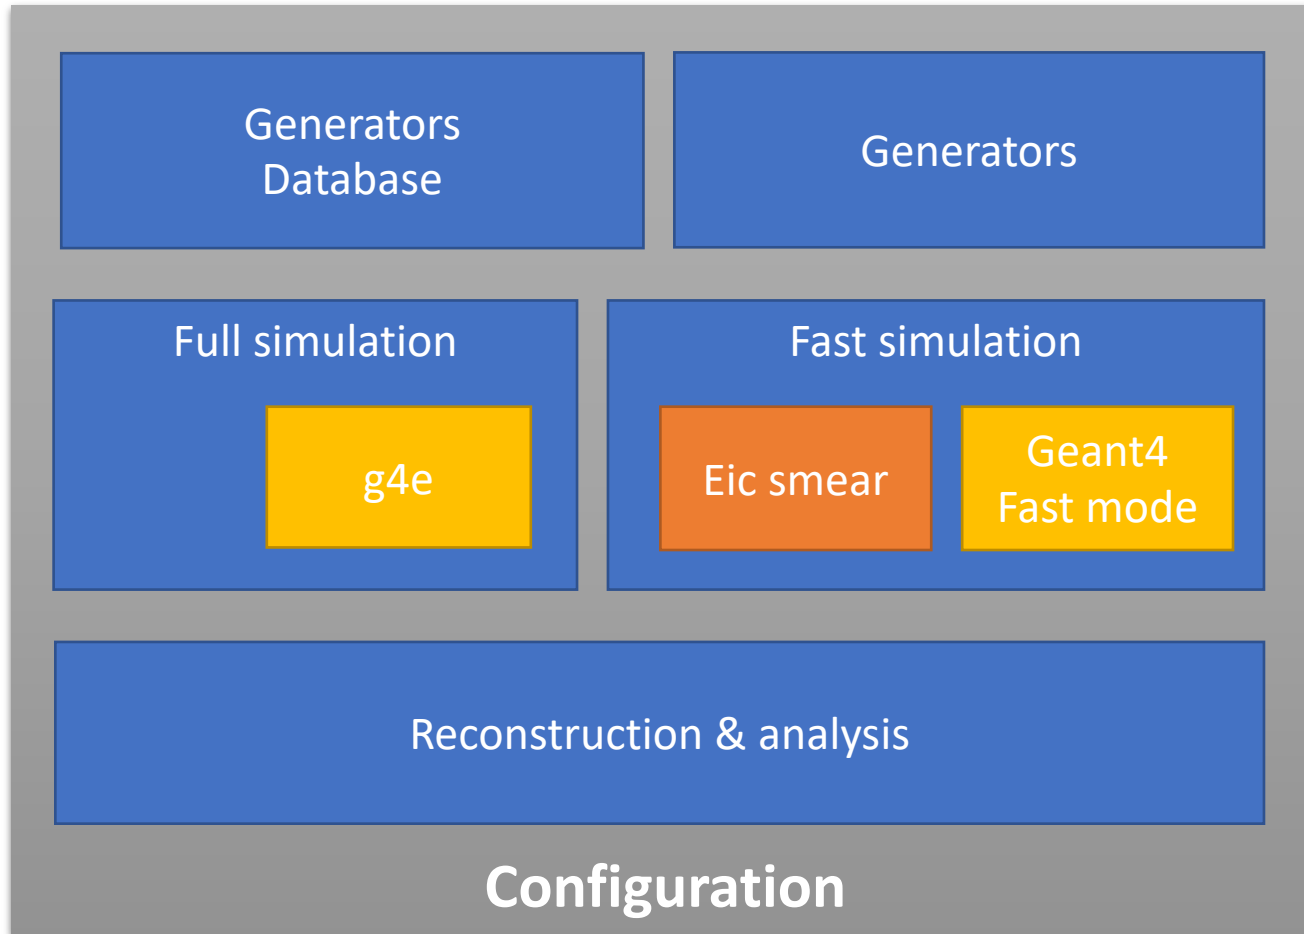 Generators
Database
Generators
Full simulation
g4e
Fast simulation
Eic smear
Geant4
Fast mode
Reconstruction & analysis
Configuration